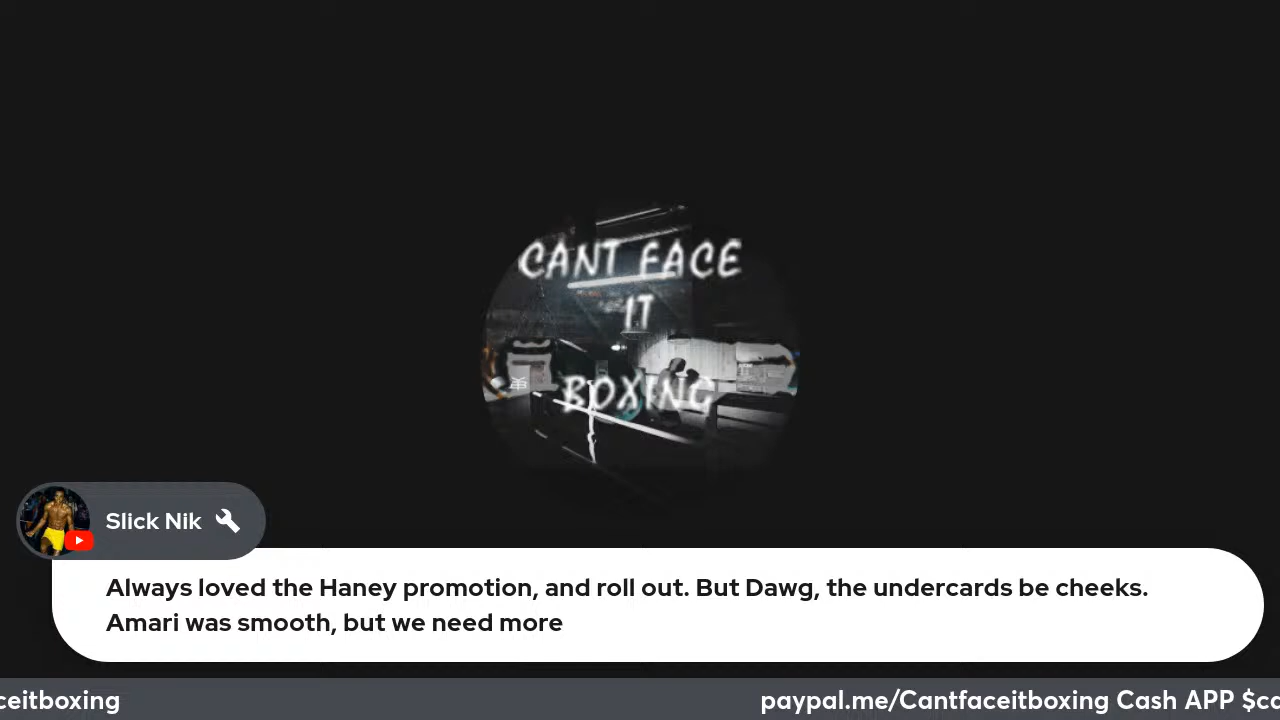 CANT FACE
IT
BOXING
Slick Nik
Always loved the Haney promotion, and roll out. But Dawg, the undercards be cheeks.
Amari was smooth, but we need more
ceitboxing paypal.me/Cantfaceitboxing Cash APP